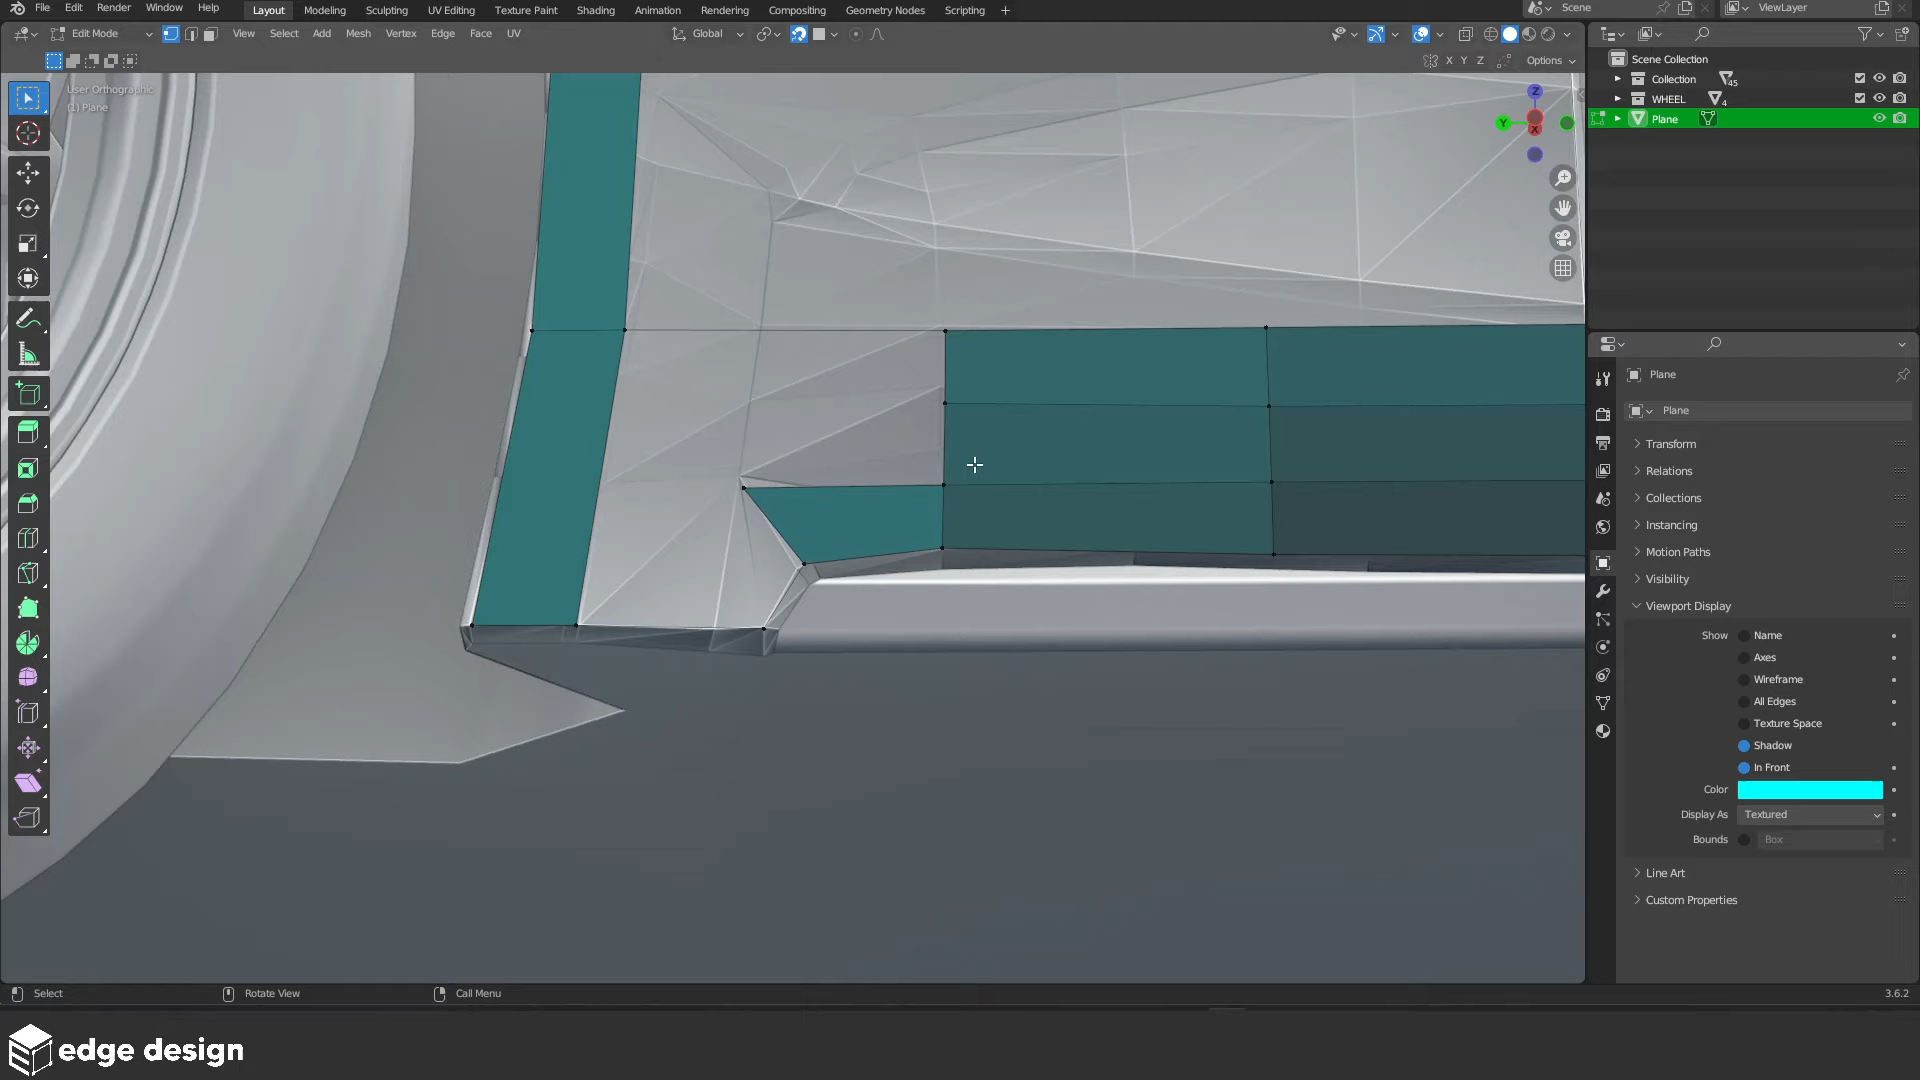 File Edit Render Window Help Layout Modeling Sculpting UV Editing Texture Paint Shading Animation Rendering Compositing Geometry Nodes Scripting + Scene ViewLayer
Edit Mode View Select Add Mesh Vertex Edge Face UV Global
X Y Z Options
User Orthographic
(1) Plane
Z
Y
X
Scene Collection
Collection 45
WHEEL 4
Plane
Plane
Plane
Transform
Relations
Collections
Instancing
Motion Paths
Visibility
Viewport Display
Show Name
Axes
Wireframe
All Edges
Texture Space
Shadow
In Front
Color
Display As Textured
Bounds Box
Line Art
Custom Properties
Select Rotate View Call Menu 3.6.2
edge design